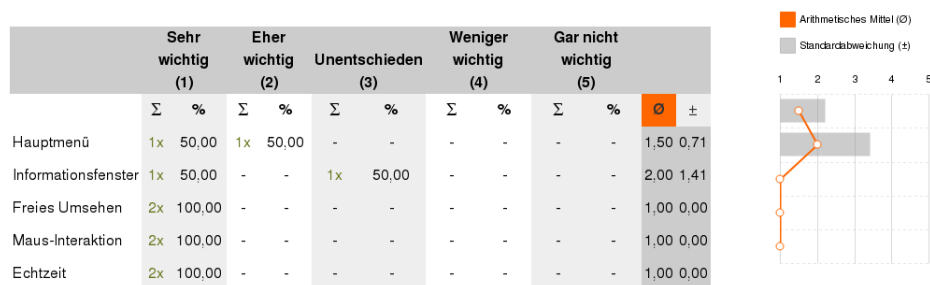 Arithmetisches Mittel (Ø)
Standardabweichung (±)
Sehr wichtig (1) Eher wichtig (2) Unentschieden (3) Weniger wichtig (4) Gar nicht wichtig (5)
Σ % Σ % Σ % Σ % Σ % Ø ±
1 2 3 4 5
Hauptmenü 1x 50,00 1x 50,00 - - - - - - 1,50 0,71
Informationsfenster 1x 50,00 - - 1x 50,00 - - - - 2,00 1,41
Freies Umsehen 2x 100,00 - - - - - - - - 1,00 0,00
Maus-Interaktion 2x 100,00 - - - - - - - - 1,00 0,00
Echtzeit 2x 100,00 - - - - - - - - 1,00 0,00